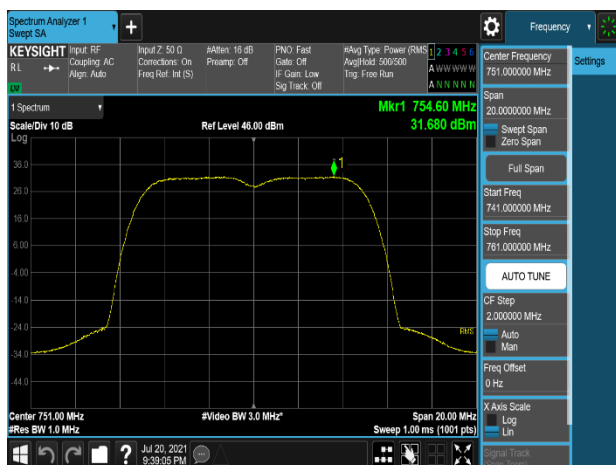 Spectrum Analyzer 1
Swept SA
Frequency
KEYSIGHT
Input: RF
Input Z: 50 Ω
#Atten: 16 dB
PNO: Fast
#Avg Type: Power (RMS
1 2 3 4 5 6
RL
Coupling: AC
Corrections: On
Preamp: Off
Gate: Off
Avg|Hold: 500/500
A W W W W W
Align: Auto
Freq Ref: Int (S)
IF Gain: Low
Trig: Free Run
Sig Track: Off
A N N N N N
Center Frequency
751.000000 MHz
Settings
Span
20.0000000 MHz
Swept Span
Zero Span
Full Span
Start Freq
741.000000 MHz
Stop Freq
761.000000 MHz
AUTO TUNE
CF Step
2.000000 MHz
Auto
Man
Freq Offset
0 Hz
X Axis Scale
Log
Lin
Signal Track
1 Spectrum
Mkr1 754.60 MHz
Scale/Div 10 dB
Ref Level 46.00 dBm
31.680 dBm
Log
1
36.0
26.0
16.0
6.00
-4.00
-14.0
-24.0
RMS
-34.0
-44.0
Center 751.00 MHz
#Video BW 3.0 MHz*
Span 20.00 MHz
#Res BW 1.0 MHz
Sweep 1.00 ms (1001 pts)
?
Jul 20, 2021
9:39:05 PM